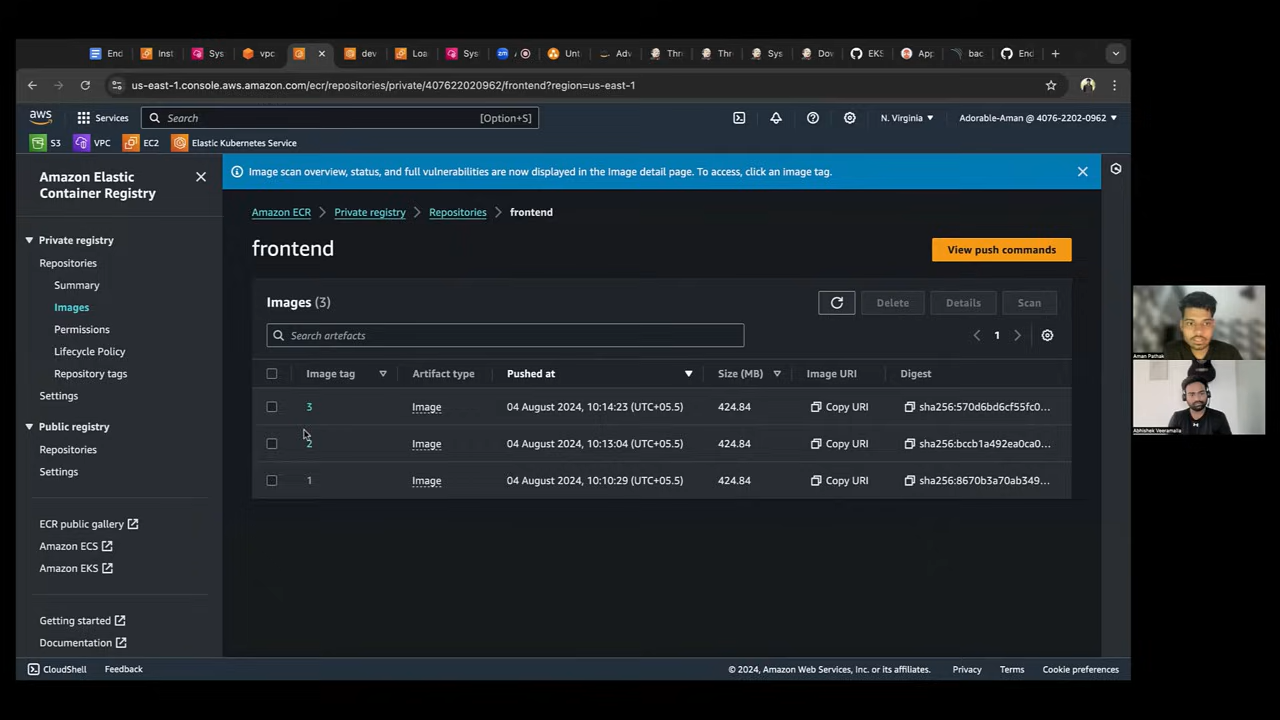 End
Inst
Sys
vpc
dev
Loa
Sys
zm
Unt
Adv
Thr
Thr
Sys
Dov
EKS
App
bac
End
us-east-1.console.aws.amazon.com/ecr/repositories/private/407622020962/frontend?region=us-east-1
aws
Services
Search
[Option+S]
N. Virginia
Adorable-Aman @ 4076-2202-0962
S3
VPC
EC2
Elastic Kubernetes Service
Amazon Elastic
Container Registry
Private registry
Repositories
Summary
Images
Permissions
Lifecycle Policy
Repository tags
Settings
Public registry
Repositories
Settings
ECR public gallery
Amazon ECS
Amazon EKS
Getting started
Documentation
Image scan overview, status, and full vulnerabilities are now displayed in the Image detail page. To access, click an image tag.
Amazon ECR > Private registry > Repositories > frontend
frontend
View push commands
Images (3)
Delete
Details
Scan
Search artefacts
1
Image tag Artifact type Pushed at Size (MB) Image URI Digest
3 Image 04 August 2024, 10:14:23 (UTC+05.5) 424.84 Copy URI sha256:570d6bd6cf55fc0...
2 Image 04 August 2024, 10:13:04 (UTC+05.5) 424.84 Copy URI sha256:bccb1a492ea0ca0...
1 Image 04 August 2024, 10:10:29 (UTC+05.5) 424.84 Copy URI sha256:8670b3a70ab349...
Aman Pathak
Abhishek Veeramalla
CloudShell
Feedback
© 2024, Amazon Web Services, Inc. or its affiliates.
Privacy
Terms
Cookie preferences